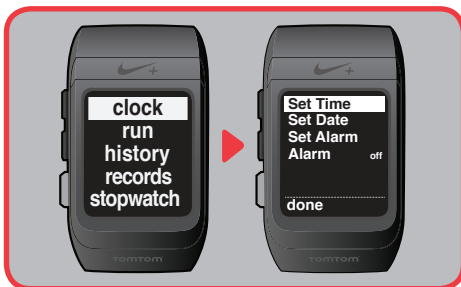 clock
run
history
records
stopwatch
TOMTOM
Set Time
Set Date
Set Alarm
Alarm off
done
TOMTOM